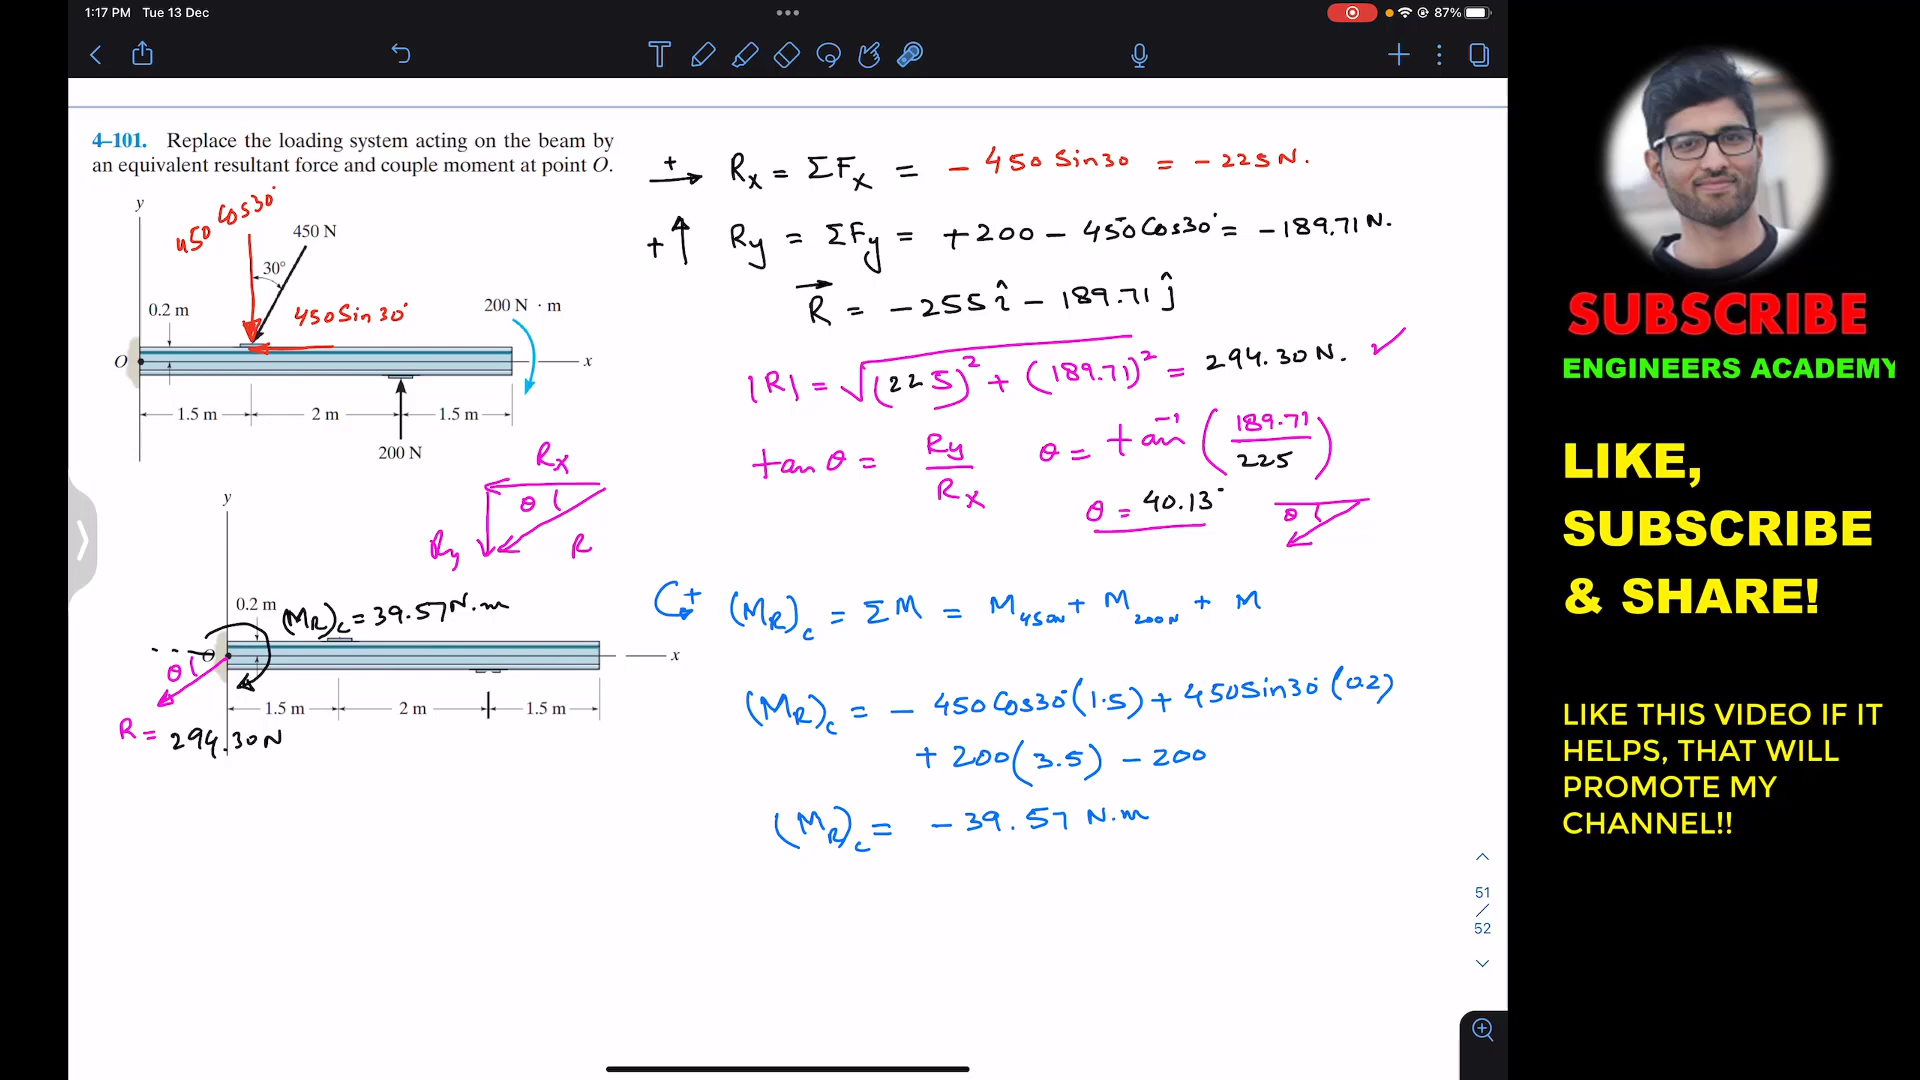 1:17 PM Tue 13 Dec
87%
4–101. Replace the loading system acting on the beam by
an equivalent resultant force and couple moment at point O.
y
450 Cos30°
450 N
30°
0.2 m
450 Sin 30°
200 N · m
O
x
1.5 m
2 m
1.5 m
200 N
Rx
θ
Ry
R
y
0.2 m
(MR)c = 39.57 N.m
O
x
θ
1.5 m
2 m
1.5 m
R = 294.30 N
+ → Rx = ΣFx = - 450 Sin30 = - 225 N.
+↑ Ry = ΣFy = +200 - 450 Cos30° = -189.71 N.
R = -255 î - 189.71 ĵ
|R| = √(225)² + (189.71)² = 294.30 N. ✓
tan θ = Ry/Rx θ = tan⁻¹ (189.71/225)
θ = 40.13°
θ
+ (MR)c = ΣM = M450N + M200N + M
(MR)c = - 450 Cos30° (1.5) + 450 Sin30° (0.2)
+ 200 (3.5) - 200
(MR)c = - 39.57 N.m
51
/
52
SUBSCRIBE
ENGINEERS ACADEMY
LIKE,
SUBSCRIBE
& SHARE!
LIKE THIS VIDEO IF IT
HELPS, THAT WILL
PROMOTE MY
CHANNEL!!